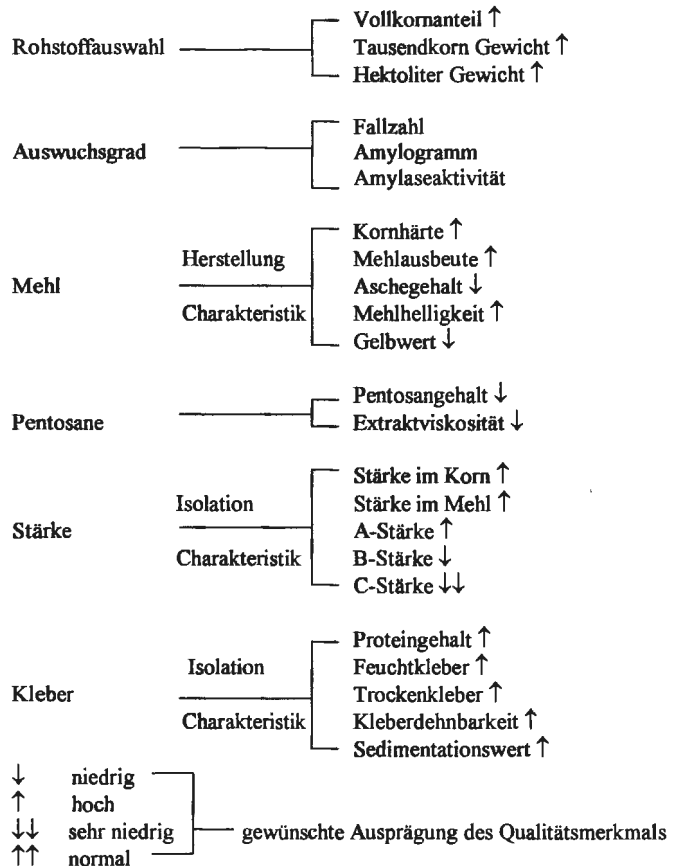 Rohstoffauswahl
Vollkornanteil ↑
Tausendkorn Gewicht ↑
Hektoliter Gewicht ↑
Auswuchsgrad
Fallzahl
Amylogramm
Amylaseaktivität
Mehl
Herstellung
Charakteristik
Kornhärte ↑
Mehlausbeute ↑
Aschegehalt ↓
Mehlhelligkeit ↑
Gelbwert ↓
Pentosane
Pentosangehalt ↓
Extraktviskosität ↓
Stärke
Isolation
Charakteristik
Stärke im Korn ↑
Stärke im Mehl ↑
A-Stärke ↑
B-Stärke ↓
C-Stärke ↓↓
Kleber
Isolation
Charakteristik
Proteingehalt ↑
Feuchtkleber ↑
Trockenkleber ↑
Kleberdehnbarkeit ↑
Sedimentationswert ↑
↓ niedrig
↑ hoch
↓↓ sehr niedrig
↑↑ normal
gewünschte Ausprägung des Qualitätsmerkmals